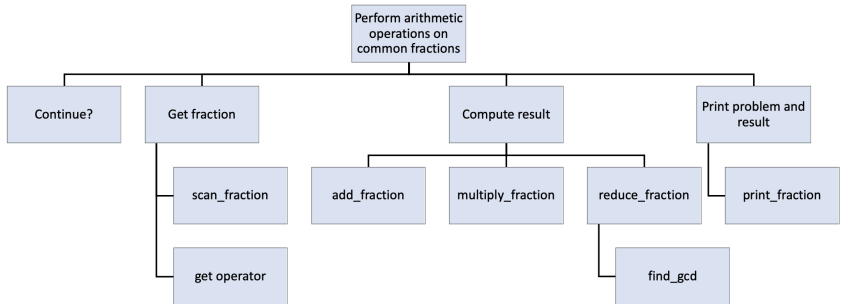 Perform arithmetic
operations on
common fractions
Continue?
Get fraction
Compute result
Print problem and
result
scan_fraction
add_fraction
multiply_fraction
reduce_fraction
print_fraction
get operator
find_gcd